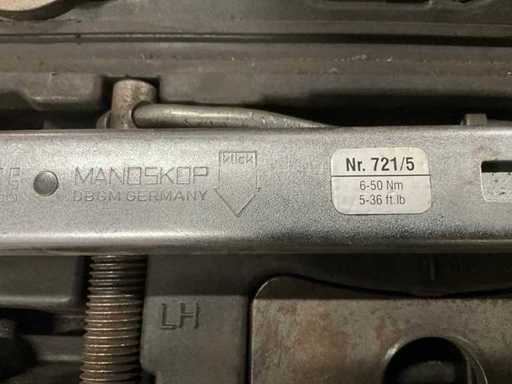 MANOSKOP
DBGM GERMANY
klick
Nr. 721/5
6-50 Nm
5-36 ft.lb
LH